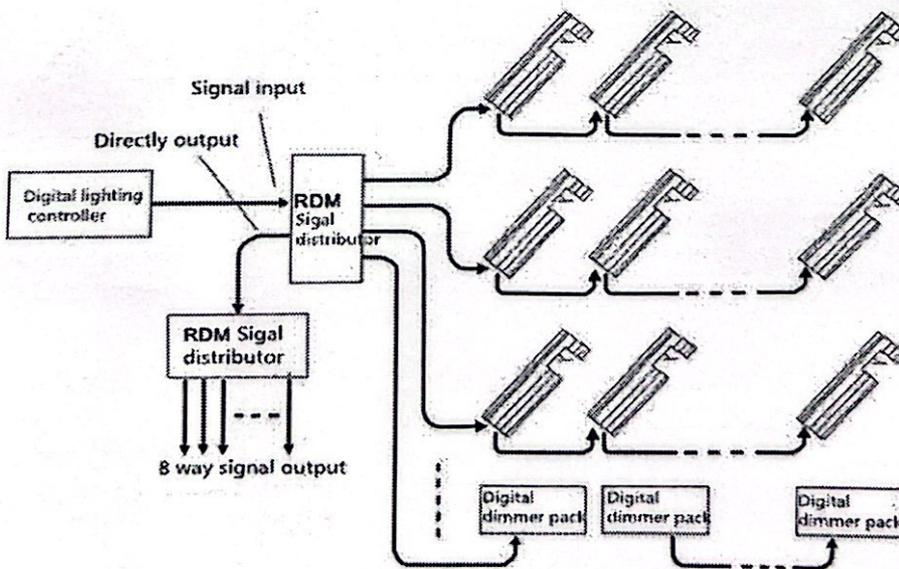 Signal input
Directly output
Digital lighting
controller
RDM
Sigal
distributor
RDM Sigal
distributor
8 way signal output
Digital
dimmer pack
Digital
dimmer pack
Digital
dimmer pack